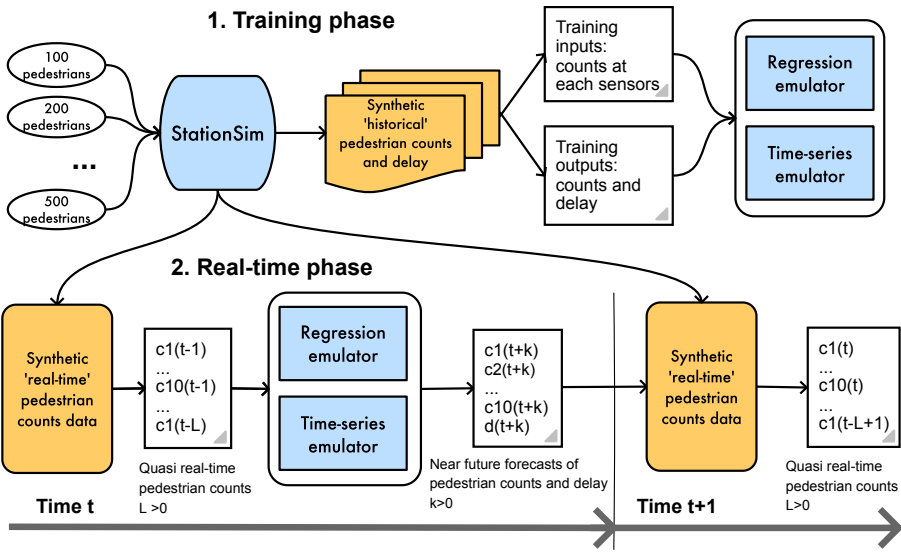 1. Training phase
100
pedestrians
200
pedestrians
...
500
pedestrians
StationSim
Synthetic
'historical'
pedestrian counts
and delay
Training
inputs:
counts at
each sensors
Training
outputs:
counts and
delay
Regression
emulator
Time-series
emulator
2. Real-time phase
Synthetic
'real-time'
pedestrian
counts data
c1(t-1)
...
c10(t-1)
...
c1(t-L)
Quasi real-time
pedestrian counts
L >0
Regression
emulator
Time-series
emulator
c1(t+k)
c2(t+k)
...
c10(t+k)
d(t+k)
Near future forecasts of
pedestrian counts and delay
k>0
Synthetic
'real-time'
pedestrian
counts data
c1(t)
...
c10(t)
...
c1(t-L+1)
Quasi real-time
pedestrian counts
L>0
Time t
Time t+1